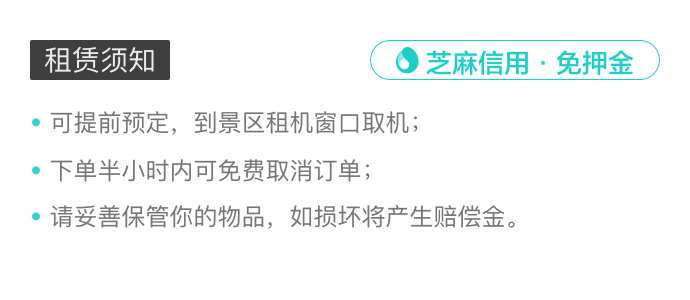 租赁须知
芝麻信用 · 免押金
可提前预定，到景区租机窗口取机；
下单半小时内可免费取消订单；
请妥善保管你的物品，如损坏将产生赔偿金。